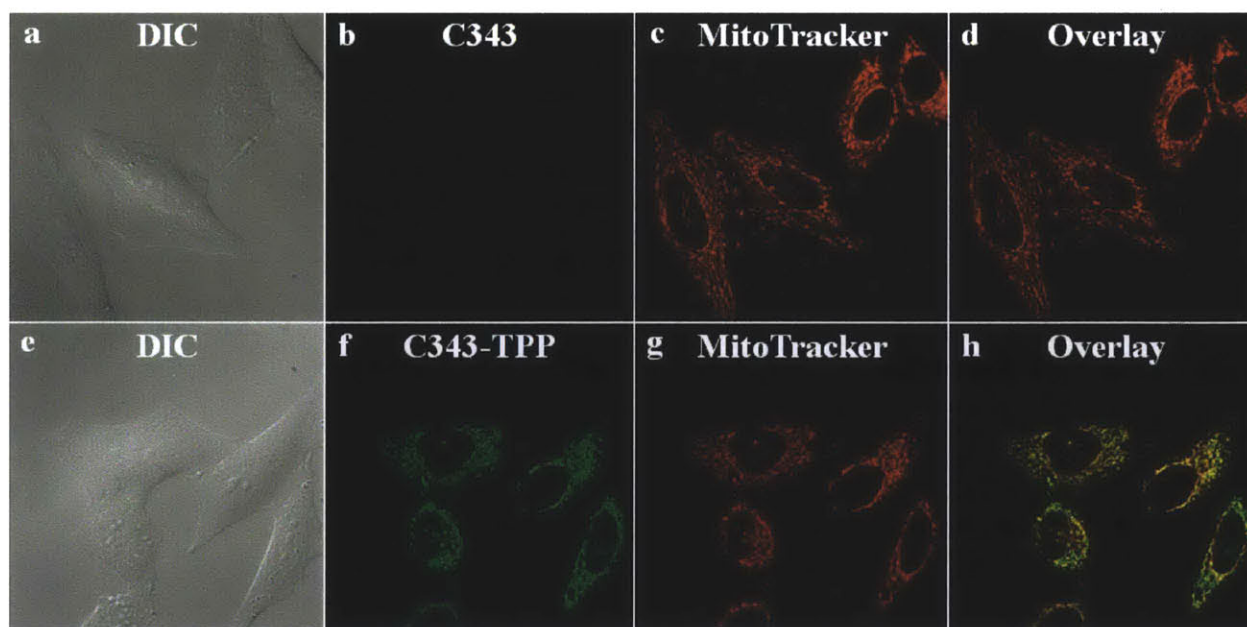 a DIC b C343 c MitoTracker d Overlay
e DIC f C343-TPP g MitoTracker h Overlay